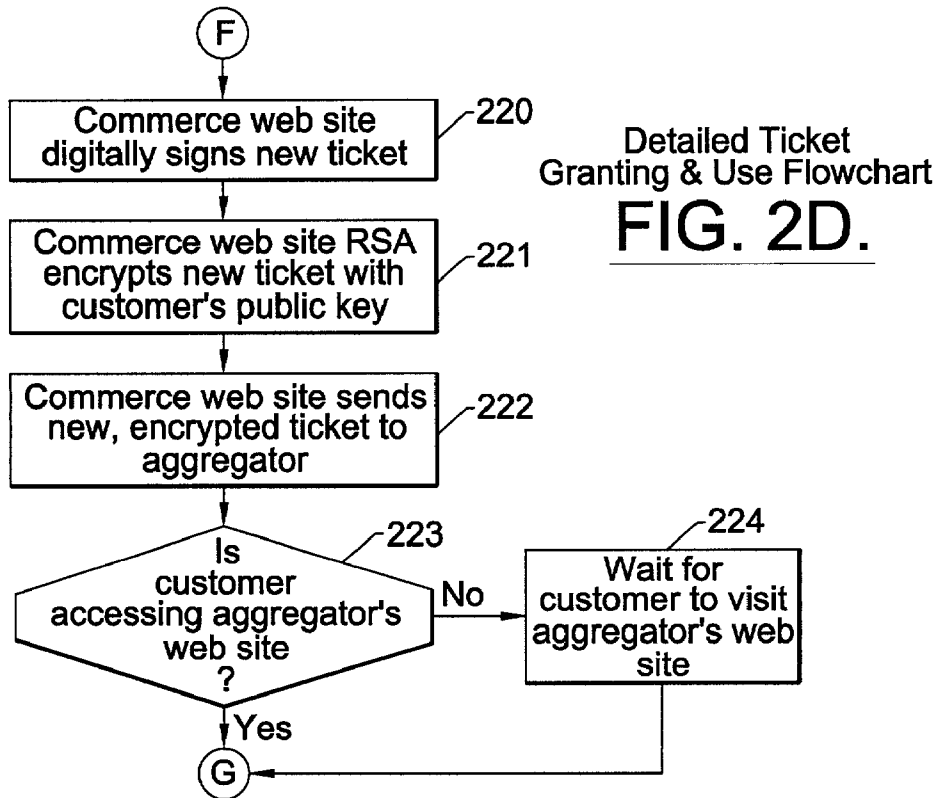 F
Commerce web site
digitally signs new ticket
220
Detailed Ticket
Granting & Use Flowchart
FIG. 2D.
Commerce web site RSA
encrypts new ticket with
customer's public key
221
Commerce web site sends
new, encrypted ticket to
aggregator
222
Is
customer
accessing aggregator's
web site
?
223
No
224
Wait for
customer to visit
aggregator's web
site
Yes
G